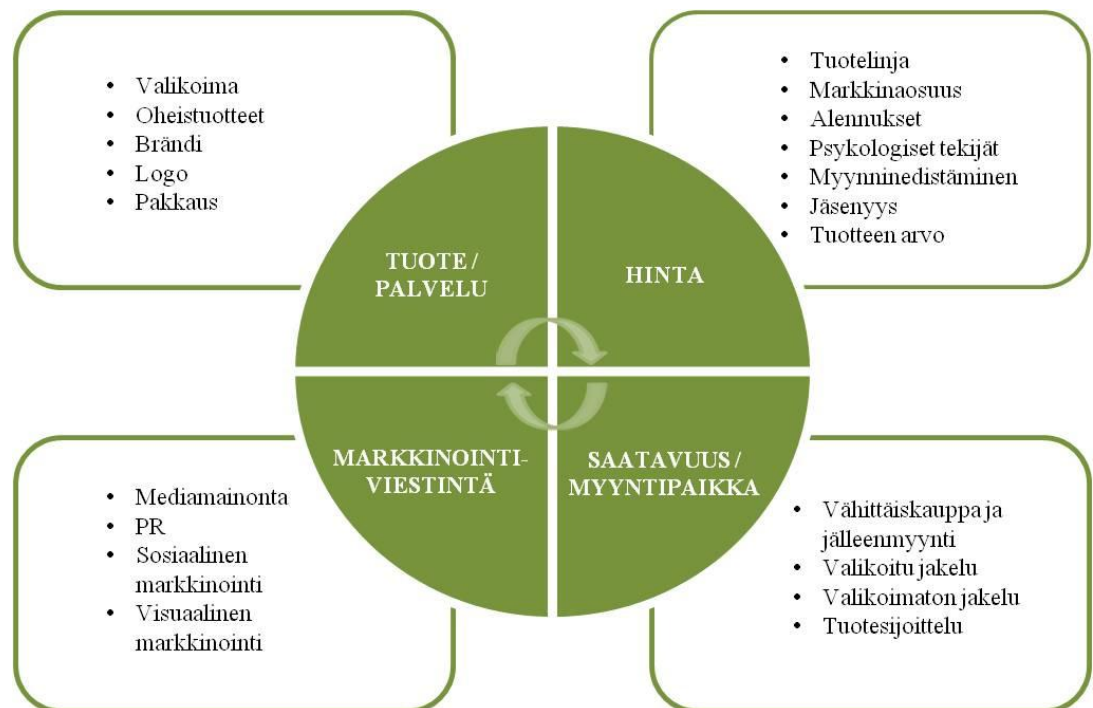 • Valikoima
• Oheistuotteet
• Brändi
• Logo
• Pakkaus
• Tuotelinja
• Markkinaosuus
• Alennukset
• Psykologiset tekijät
• Myynninedistäminen
• Jäsenyys
• Tuotteen arvo
TUOTE /
PALVELU
HINTA
MARKKINOINTI-
VIESTINTÄ
SAATAVUUS /
MYYNTIPAIKKA
• Mediamainonta
• PR
• Sosiaalinen
markkinointi
• Visuaalinen
markkinointi
• Vähittäiskauppa ja
jälleenmyynti
• Valikoitu jakelu
• Valikoimaton jakelu
• Tuotesijoittelu